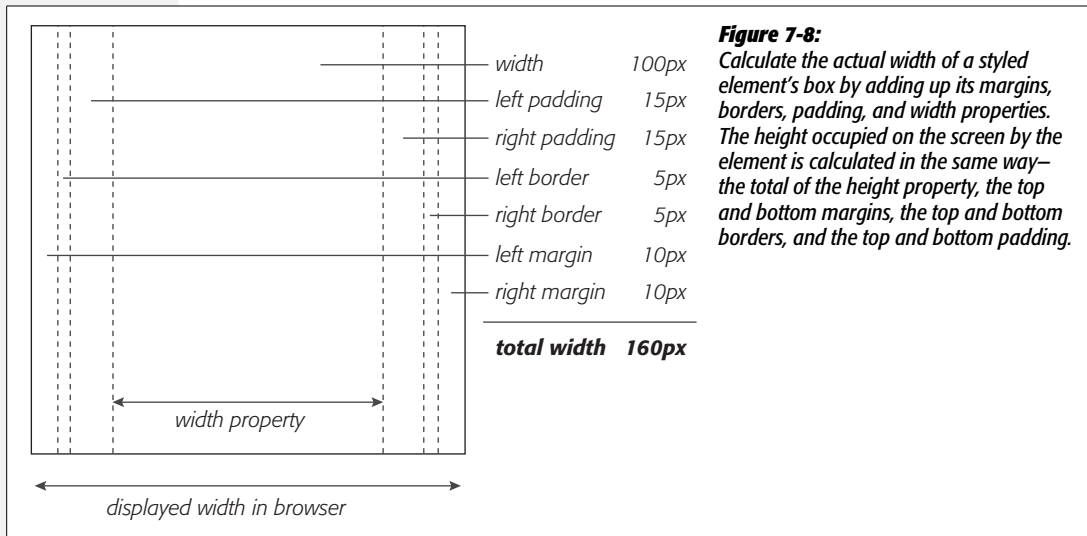 width 100px
left padding 15px
right padding 15px
left border 5px
right border 5px
left margin 10px
right margin 10px
total width 160px
width property
displayed width in browser
Figure 7-8:
Calculate the actual width of a styled
element's box by adding up its margins,
borders, padding, and width properties.
The height occupied on the screen by the
element is calculated in the same way—
the total of the height property, the top
and bottom margins, the top and bottom
borders, and the top and bottom padding.